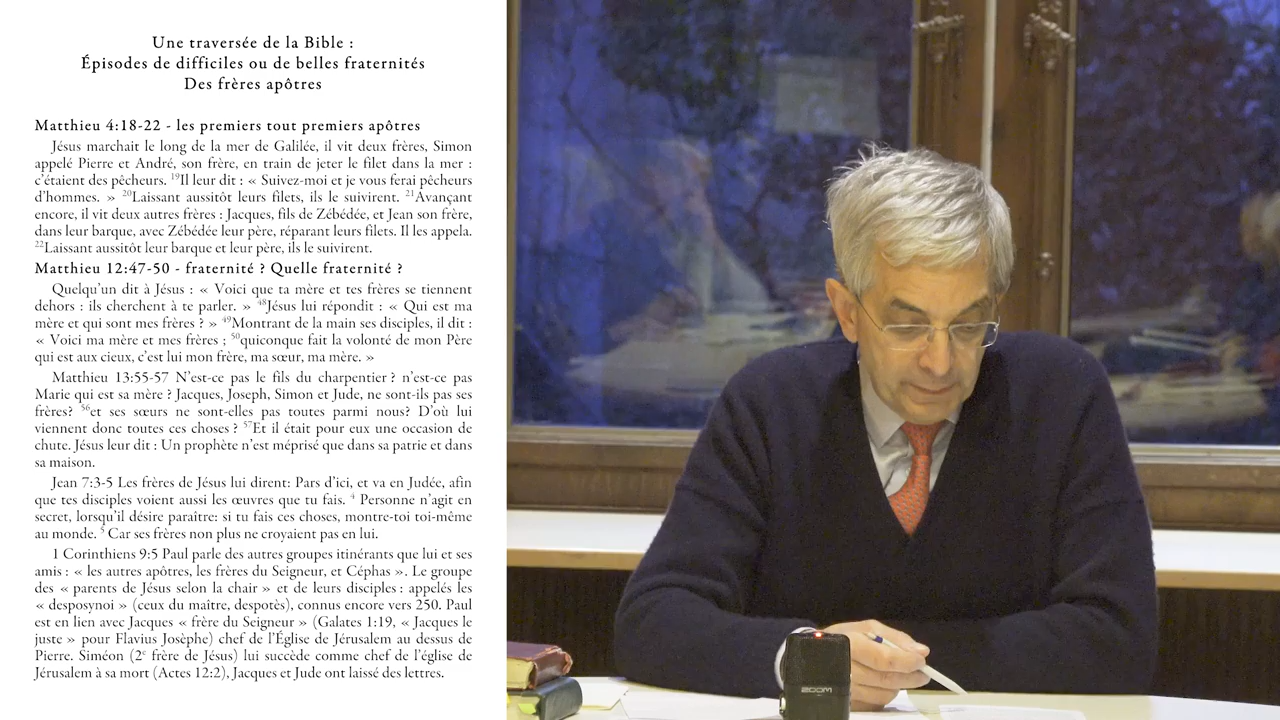 Une traversée de la Bible :
Épisodes de difficiles ou de belles fraternités
Des frères apôtres
Matthieu 4:18-22 - les premiers tout premiers apôtres
Jésus marchait le long de la mer de Galilée, il vit deux frères, Simon
appelé Pierre et André, son frère, en train de jeter le filet dans la mer :
c’étaient des pêcheurs. ¹⁹Il leur dit : « Suivez-moi et je vous ferai pêcheurs
d’hommes. » ²⁰Laissant aussitôt leurs filets, ils le suivirent. ²¹Avançant
encore, il vit deux autres frères : Jacques, fils de Zébédée, et Jean son frère,
dans leur barque, avec Zébédée leur père, réparant leurs filets. Il les appela.
²²Laissant aussitôt leur barque et leur père, ils le suivirent.
Matthieu 12:47-50 - fraternité ? Quelle fraternité ?
Quelqu’un dit à Jésus : « Voici que ta mère et tes frères se tiennent
dehors : ils cherchent à te parler. » ⁴⁸Jésus lui répondit : « Qui est ma
mère et qui sont mes frères ? » ⁴⁹Montrant de la main ses disciples, il dit :
« Voici ma mère et mes frères ; ⁵⁰quiconque fait la volonté de mon Père
qui est aux cieux, c’est lui mon frère, ma sœur, ma mère. »
Matthieu 13:55-57 N’est-ce pas le fils du charpentier ? n’est-ce pas
Marie qui est sa mère ? Jacques, Joseph, Simon et Jude, ne sont-ils pas ses
frères? ⁵⁶et ses sœurs ne sont-elles pas toutes parmi nous? D’où lui
viennent donc toutes ces choses ? ⁵⁷Et il était pour eux une occasion de
chute. Jésus leur dit : Un prophète n’est méprisé que dans sa patrie et dans
sa maison.
Jean 7:3-5 Les frères de Jésus lui dirent: Pars d’ici, et va en Judée, afin
que tes disciples voient aussi les œuvres que tu fais. ⁴ Personne n’agit en
secret, lorsqu’il désire paraître: si tu fais ces choses, montre-toi toi-même
au monde. ⁵ Car ses frères non plus ne croyaient pas en lui.
1 Corinthiens 9:5 Paul parle des autres groupes itinérants que lui et ses
amis : « les autres apôtres, les frères du Seigneur, et Céphas ». Le groupe
des « parents de Jésus selon la chair » et de leurs disciples : appelés les
« desposynoi » (ceux du maître, despotès), connus encore vers 250. Paul
est en lien avec Jacques « frère du Seigneur » (Galates 1:19, « Jacques le
juste » pour Flavius Josèphe) chef de l’Église de Jérusalem au dessus de
Pierre. Simon (2ᵉ frère de Jésus) lui succède comme chef de l’église de
Jérusalem à sa mort (Actes 12:2), Jacques et Jude ont laissé des lettres.
ZOOM